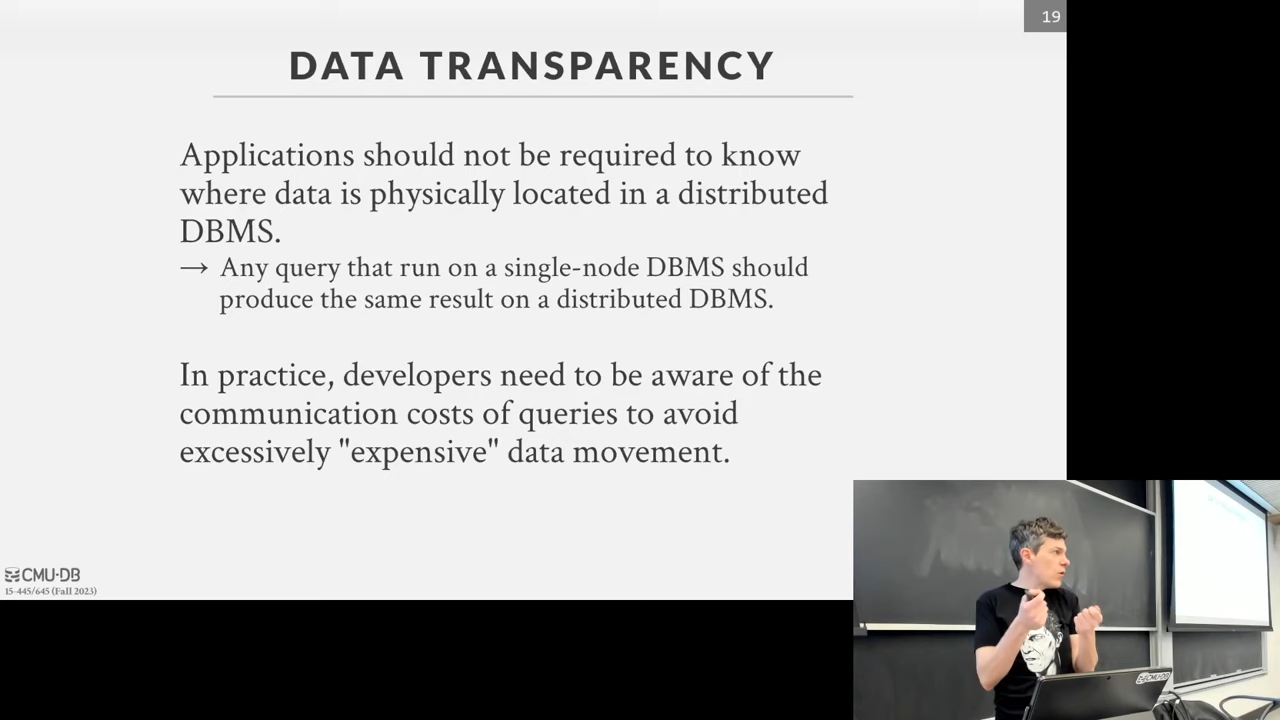 19
DATA TRANSPARENCY
Applications should not be required to know
where data is physically located in a distributed
DBMS.
→ Any query that run on a single-node DBMS should
produce the same result on a distributed DBMS.
In practice, developers need to be aware of the
communication costs of queries to avoid
excessively "expensive" data movement.
CMU·DB
15-445/645 (Fall 2023)
CMU·DB